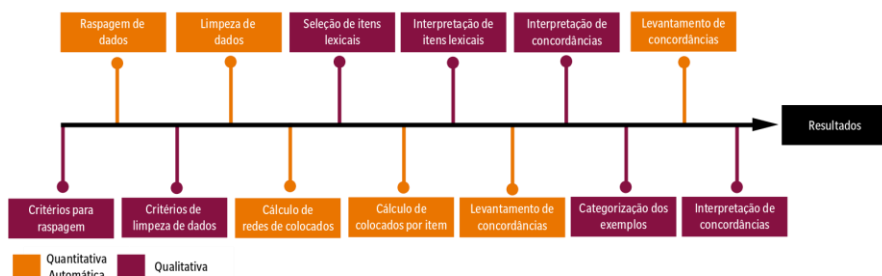 Raspagem de
dados
Limpeza de
dados
Seleção de itens
lexicais
Interpretação de
itens lexicais
Interpretação de
concordâncias
Levantamento de
concordâncias
Resultados
Critérios para
raspagem
Critérios de
limpeza de dados
Cálculo de
redes de colocados
Cálculo de
colocados por item
Levantamento de
concordâncias
Categorização dos
exemplos
Interpretação de
concordâncias
Quantitativa
Automática
Qualitativa